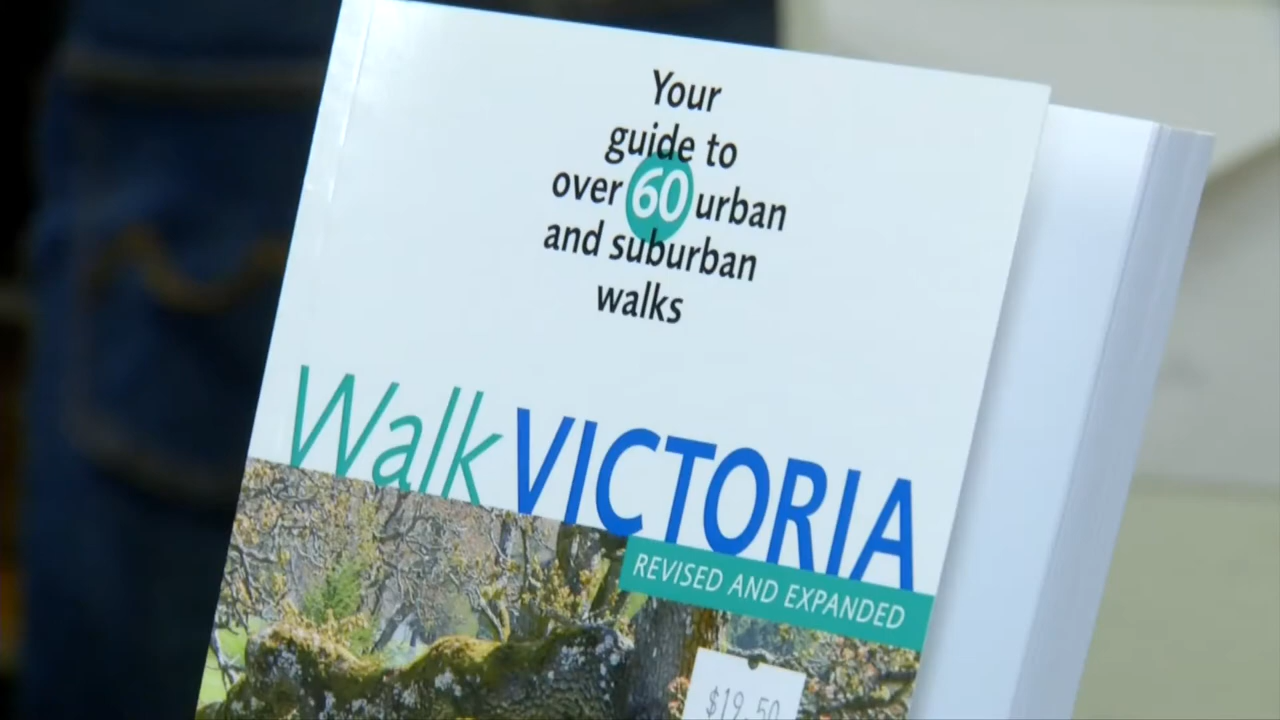 Your
guide to
over 60 urban
and suburban
walks
Walk VICTORIA
REVISED AND EXPANDED
$19.50